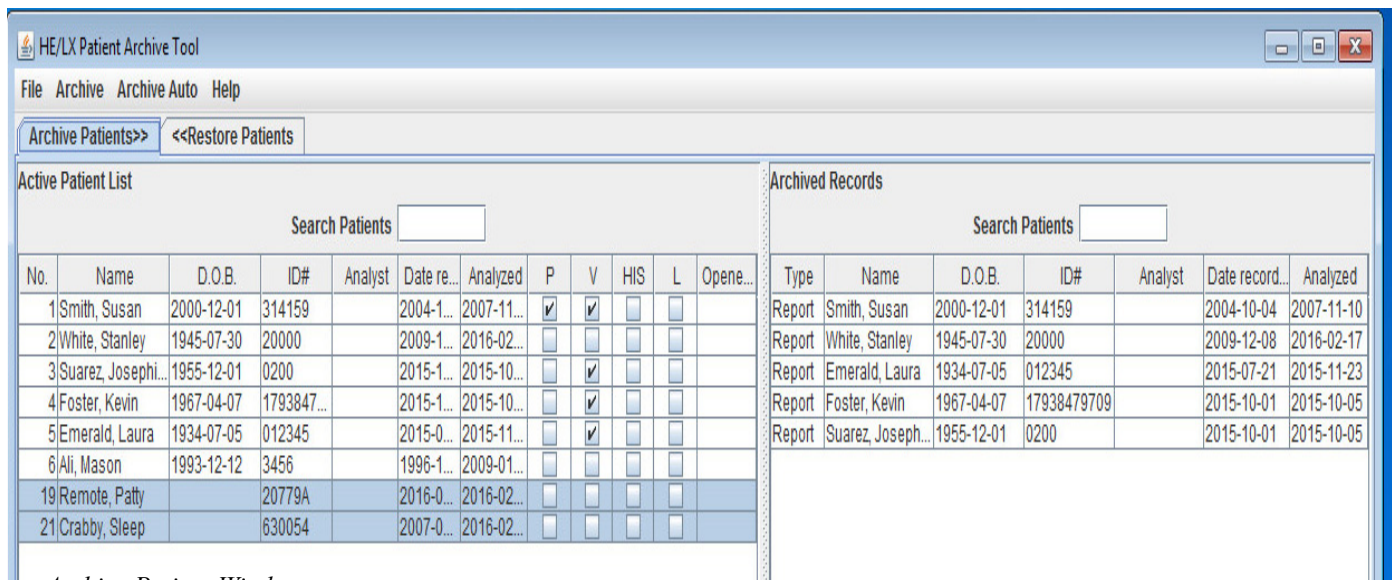 HE/LX Patient Archive Tool
File Archive Archive Auto Help
Archive Patients>> <<Restore Patients
Active Patient List
Search Patients
No. Name D.O.B. ID# Analyst Date re... Analyzed P V HIS L Opene...
1 Smith, Susan 2000-12-01 314159 2004-1... 2007-11...
2 White, Stanley 1945-07-30 20000 2009-1... 2016-02...
3 Suarez, Josephi... 1955-12-01 0200 2015-1... 2015-10...
4 Foster, Kevin 1967-04-07 1793847... 2015-1... 2015-10...
5 Emerald, Laura 1934-07-05 012345 2015-0... 2015-11...
6 Ali, Mason 1993-12-12 3456 1996-1... 2009-01...
19 Remote, Patty 20779A 2016-0... 2016-02...
21 Crabby, Sleep 630054 2007-0... 2016-02...
Archived Records
Search Patients
Type Name D.O.B. ID# Analyst Date record... Analyzed
Report Smith, Susan 2000-12-01 314159 2004-10-04 2007-11-10
Report White, Stanley 1945-07-30 20000 2009-12-08 2016-02-17
Report Emerald, Laura 1934-07-05 012345 2015-07-21 2015-11-23
Report Foster, Kevin 1967-04-07 17938479709 2015-10-01 2015-10-05
Report Suarez, Joseph... 1955-12-01 0200 2015-10-01 2015-10-05